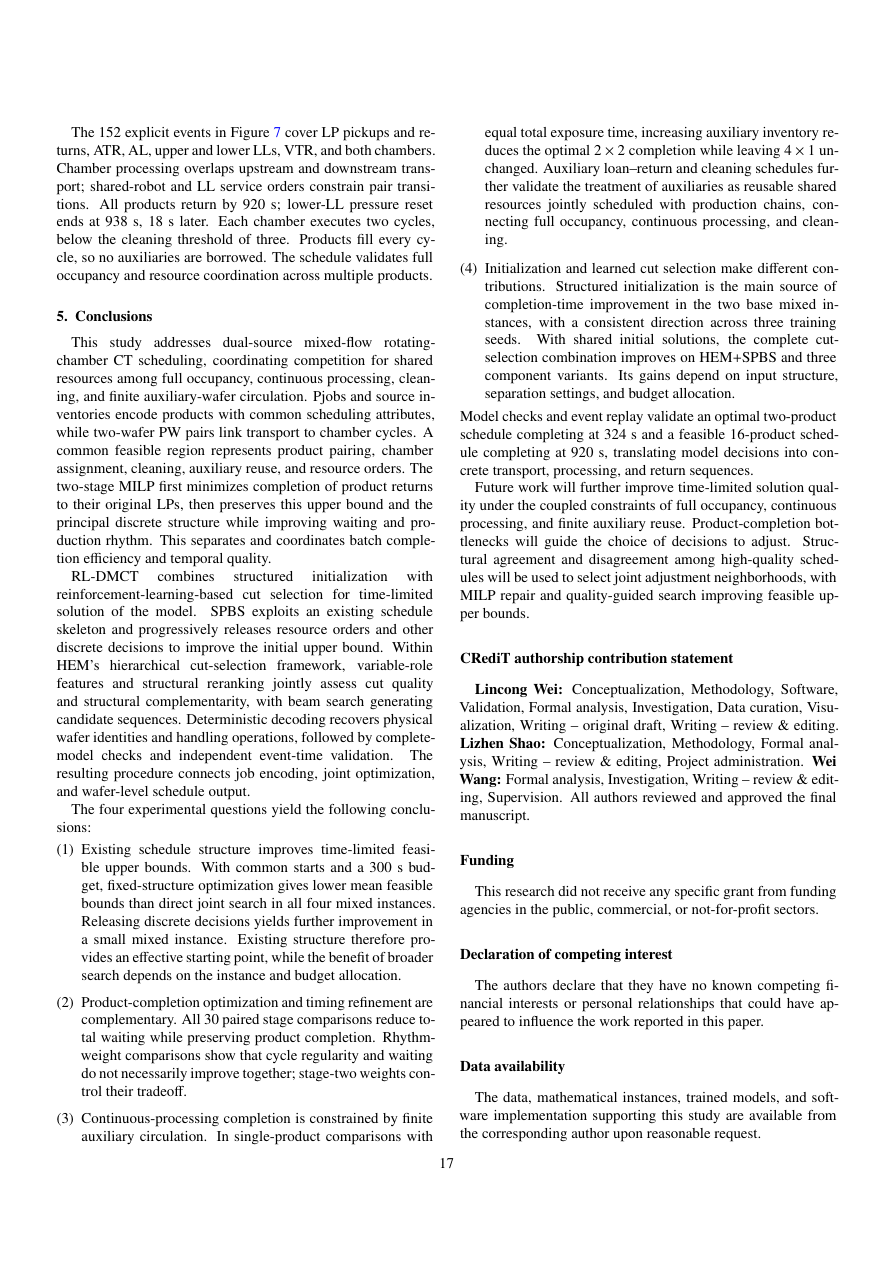 The 152 explicit events in Figure 7 cover LP pickups and re-
turns, ATR, AL, upper and lower LLs, VTR, and both chambers.
Chamber processing overlaps upstream and downstream trans-
port; shared-robot and LL service orders constrain pair transi-
tions. All products return by 920 s; lower-LL pressure reset
ends at 938 s, 18 s later. Each chamber executes two cycles,
below the cleaning threshold of three. Products fill every cy-
cle, so no auxiliaries are borrowed. The schedule validates full
occupancy and resource coordination across multiple products.
5. Conclusions
This study addresses dual-source mixed-flow rotating-
chamber CT scheduling, coordinating competition for shared
resources among full occupancy, continuous processing, clean-
ing, and finite auxiliary-wafer circulation. Pjobs and source in-
ventories encode products with common scheduling attributes,
while two-wafer PW pairs link transport to chamber cycles. A
common feasible region represents product pairing, chamber
assignment, cleaning, auxiliary reuse, and resource orders. The
two-stage MILP first minimizes completion of product returns
to their original LPs, then preserves this upper bound and the
principal discrete structure while improving waiting and pro-
duction rhythm. This separates and coordinates batch comple-
tion efficiency and temporal quality.
RL-DMCT combines structured initialization with
reinforcement-learning-based cut selection for time-limited
solution of the model. SPBS exploits an existing schedule
skeleton and progressively releases resource orders and other
discrete decisions to improve the initial upper bound. Within
HEM's hierarchical cut-selection framework, variable-role
features and structural reranking jointly assess cut quality
and structural complementarity, with beam search generating
candidate sequences. Deterministic decoding recovers physical
wafer identities and handling operations, followed by complete-
model checks and independent event-time validation. The
resulting procedure connects job encoding, joint optimization,
and wafer-level schedule output.
The four experimental questions yield the following conclu-
sions:
(1) Existing schedule structure improves time-limited feasi-
ble upper bounds. With common starts and a 300 s bud-
get, fixed-structure optimization gives lower mean feasible
bounds than direct joint search in all four mixed instances.
Releasing discrete decisions yields further improvement in
a small mixed instance. Existing structure therefore pro-
vides an effective starting point, while the benefit of broader
search depends on the instance and budget allocation.
(2) Product-completion optimization and timing refinement are
complementary. All 30 paired stage comparisons reduce to-
tal waiting while preserving product completion. Rhythm-
weight comparisons show that cycle regularity and waiting
do not necessarily improve together; stage-two weights con-
trol their tradeoff.
(3) Continuous-processing completion is constrained by finite
auxiliary circulation. In single-product comparisons with
equal total exposure time, increasing auxiliary inventory re-
duces the optimal 2 × 2 completion while leaving 4 × 1 un-
changed. Auxiliary loan–return and cleaning schedules fur-
ther validate the treatment of auxiliaries as reusable shared
resources jointly scheduled with production chains, con-
necting full occupancy, continuous processing, and clean-
ing.
(4) Initialization and learned cut selection make different con-
tributions. Structured initialization is the main source of
completion-time improvement in the two base mixed in-
stances, with a consistent direction across three training
seeds. With shared initial solutions, the complete cut-
selection combination improves on HEM+SPBS and three
component variants. Its gains depend on input structure,
separation settings, and budget allocation.
Model checks and event replay validate an optimal two-product
schedule completing at 324 s and a feasible 16-product sched-
ule completing at 920 s, translating model decisions into con-
crete transport, processing, and return sequences.
Future work will further improve time-limited solution qual-
ity under the coupled constraints of full occupancy, continuous
processing, and finite auxiliary reuse. Product-completion bot-
tlenecks will guide the choice of decisions to adjust. Struc-
tural agreement and disagreement among high-quality sched-
ules will be used to select joint adjustment neighborhoods, with
MILP repair and quality-guided search improving feasible up-
per bounds.
CRediT authorship contribution statement
Lincong Wei: Conceptualization, Methodology, Software,
Validation, Formal analysis, Investigation, Data curation, Visu-
alization, Writing – original draft, Writing – review & editing.
Lizhen Shao: Conceptualization, Methodology, Formal anal-
ysis, Writing – review & editing, Project administration. Wei
Wang: Formal analysis, Investigation, Writing – review & edit-
ing, Supervision. All authors reviewed and approved the final
manuscript.
Funding
This research did not receive any specific grant from funding
agencies in the public, commercial, or not-for-profit sectors.
Declaration of competing interest
The authors declare that they have no known competing fi-
nancial interests or personal relationships that could have ap-
peared to influence the work reported in this paper.
Data availability
The data, mathematical instances, trained models, and soft-
ware implementation supporting this study are available from
the corresponding author upon reasonable request.
17